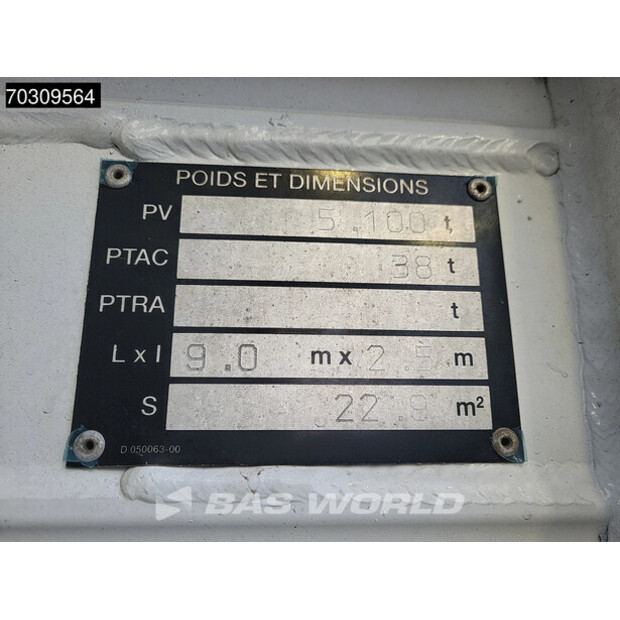 70309564
POIDS ET DIMENSIONS
PV 5.100 t
PTAC 38 t
PTRA t
L x l 9.0 m x 2.5 m
S 22.9 m²
D 050063-00
BAS WORLD